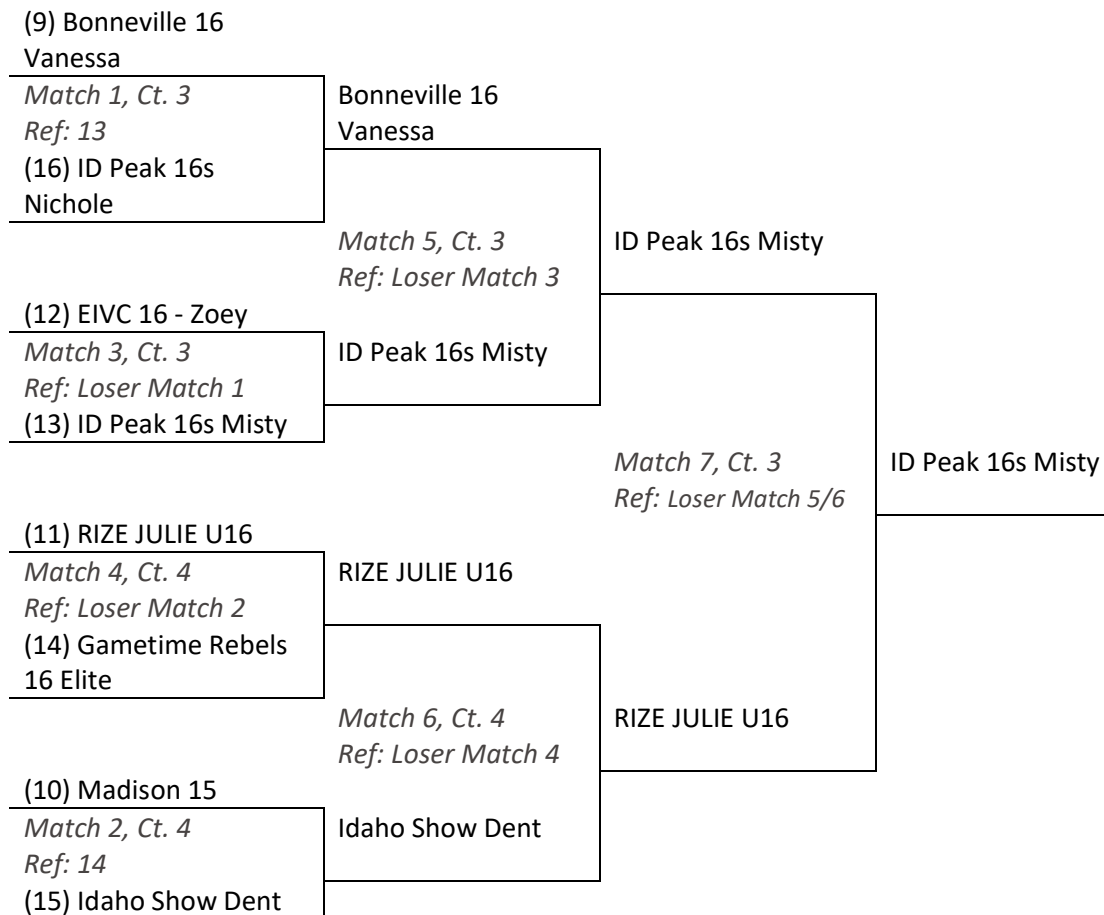 (9) Bonneville 16
Vanessa
Match 1, Ct. 3
Ref: 13
(16) ID Peak 16s
Nichole
Bonneville 16
Vanessa
Match 5, Ct. 3
Ref: Loser Match 3
ID Peak 16s Misty
(12) EIVC 16 - Zoey
Match 3, Ct. 3
Ref: Loser Match 1
(13) ID Peak 16s Misty
ID Peak 16s Misty
Match 7, Ct. 3
Ref: Loser Match 5/6
ID Peak 16s Misty
(11) RIZE JULIE U16
Match 4, Ct. 4
Ref: Loser Match 2
(14) Gametime Rebels
16 Elite
RIZE JULIE U16
Match 6, Ct. 4
Ref: Loser Match 4
RIZE JULIE U16
(10) Madison 15
Match 2, Ct. 4
Ref: 14
(15) Idaho Show Dent
Idaho Show Dent